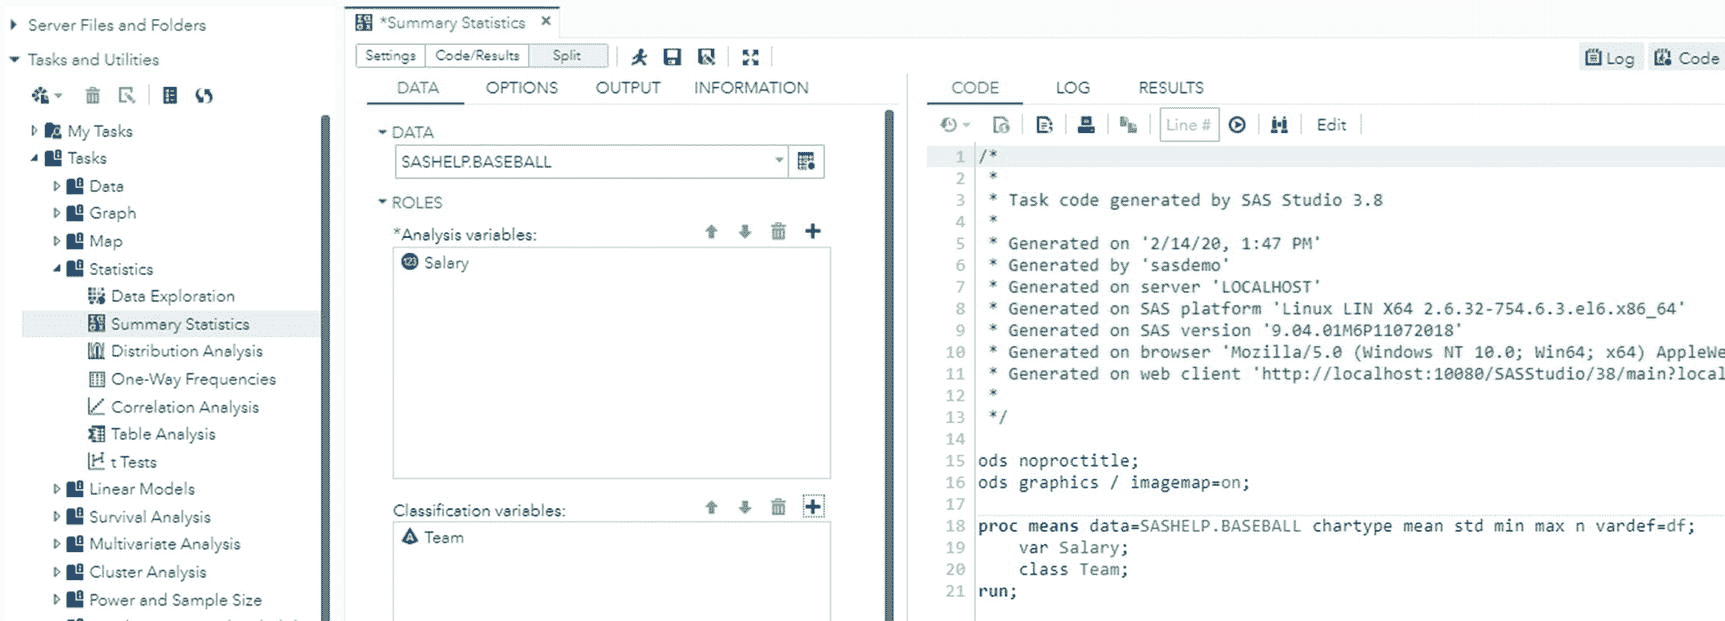 Server Files and Folders
Tasks and Utilities
My Tasks
Tasks
Data
Graph
Map
Statistics
Data Exploration
Summary Statistics
Distribution Analysis
One-Way Frequencies
Correlation Analysis
Table Analysis
t Tests
Linear Models
Survival Analysis
Multivariate Analysis
Cluster Analysis
Power and Sample Size
*Summary Statistics
Settings Code/Results Split
Log Code
DATA OPTIONS OUTPUT INFORMATION
DATA
SASHELP.BASEBALL
ROLES
*Analysis variables:
123 Salary
Classification variables:
A Team
CODE LOG RESULTS
Line # Edit
1 /*
2 *
3 * Task code generated by SAS Studio 3.8
4 *
5 * Generated on '2/14/20, 1:47 PM'
6 * Generated by 'sasdemo'
7 * Generated on server 'LOCALHOST'
8 * Generated on SAS platform 'Linux LIN X64 2.6.32-754.6.3.el6.x86_64'
9 * Generated on SAS version '9.04.01M6P11072018'
10 * Generated on browser 'Mozilla/5.0 (Windows NT 10.0; Win64; x64) AppleWe
11 * Generated on web client 'http://localhost:10080/SASStudio/38/main?local
12 *
13 */
14
15 ods noproctitle;
16 ods graphics / imagemap=on;
17
18 proc means data=SASHELP.BASEBALL chartype mean std min max n vardef=df;
19 var Salary;
20 class Team;
21 run;